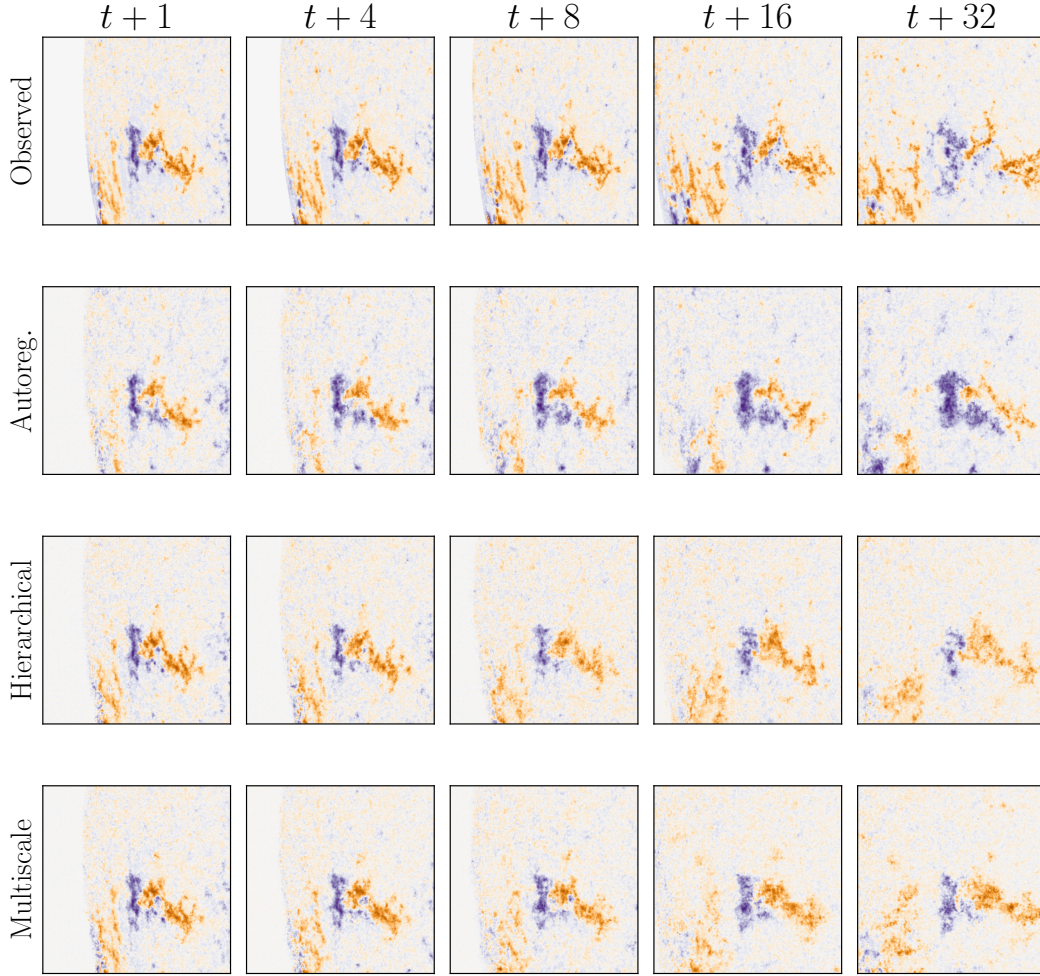 t + 1
t + 4
t + 8
t + 16
t + 32
Observed
Autoreg.
Hierarchical
Multiscale